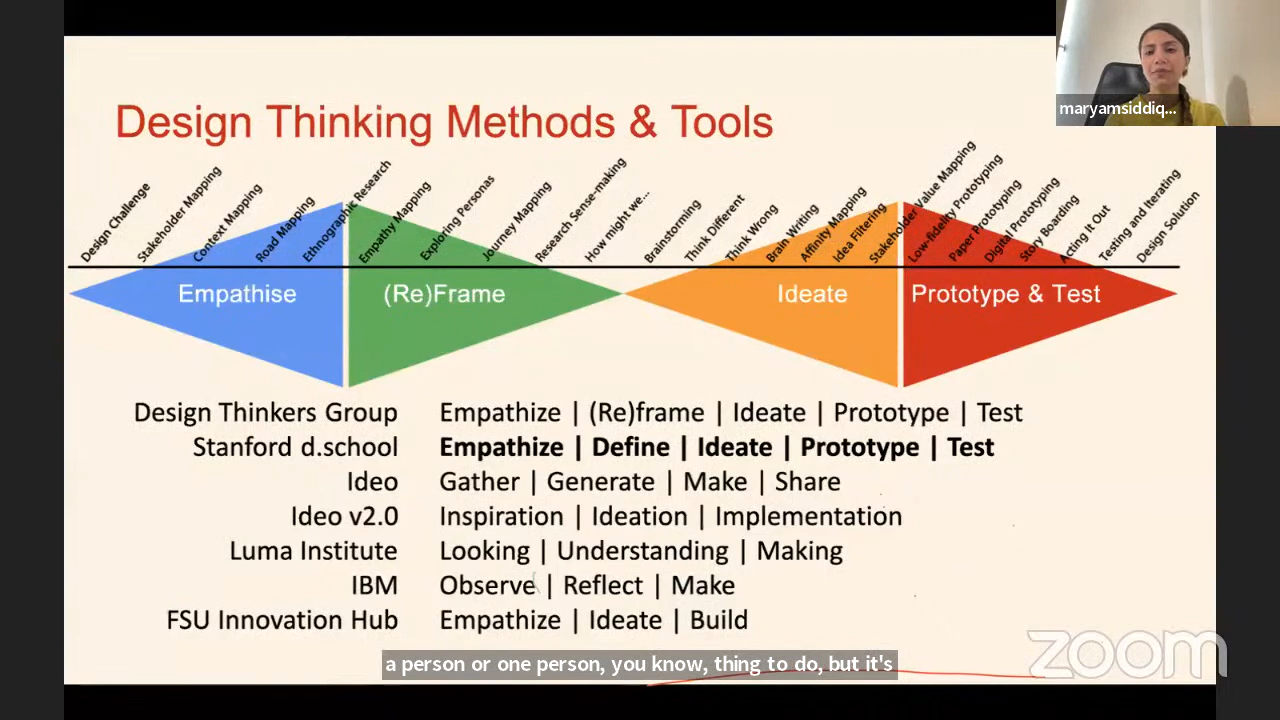 maryamsiddiq...
Design Thinking Methods & Tools
Design Challenge
Stakeholder Mapping
Context Mapping
Road Mapping
Ethnographic Research
Empathy Mapping
Exploring Personas
Journey Mapping
Research Sense-making
How might we...
Brainstorming
Think Different
Think Wrong
Brain Writing
Affinity Mapping
Idea Filtering
Stakeholder Value Mapping
Low-fidelity Prototyping
Paper Prototyping
Digital Prototyping
Story Boarding
Acting It Out
Testing and Iterating
Design Solution
Empathise
(Re)Frame
Ideate
Prototype & Test
Design Thinkers Group Empathize | (Re)frame | Ideate | Prototype | Test
Stanford d.school Empathize | Define | Ideate | Prototype | Test
Ideo Gather | Generate | Make | Share
Ideo v2.0 Inspiration | Ideation | Implementation
Luma Institute Looking | Understanding | Making
IBM Observe | Reflect | Make
FSU Innovation Hub Empathize | Ideate | Build
a person or one person, you know, thing to do, but it's
zoom